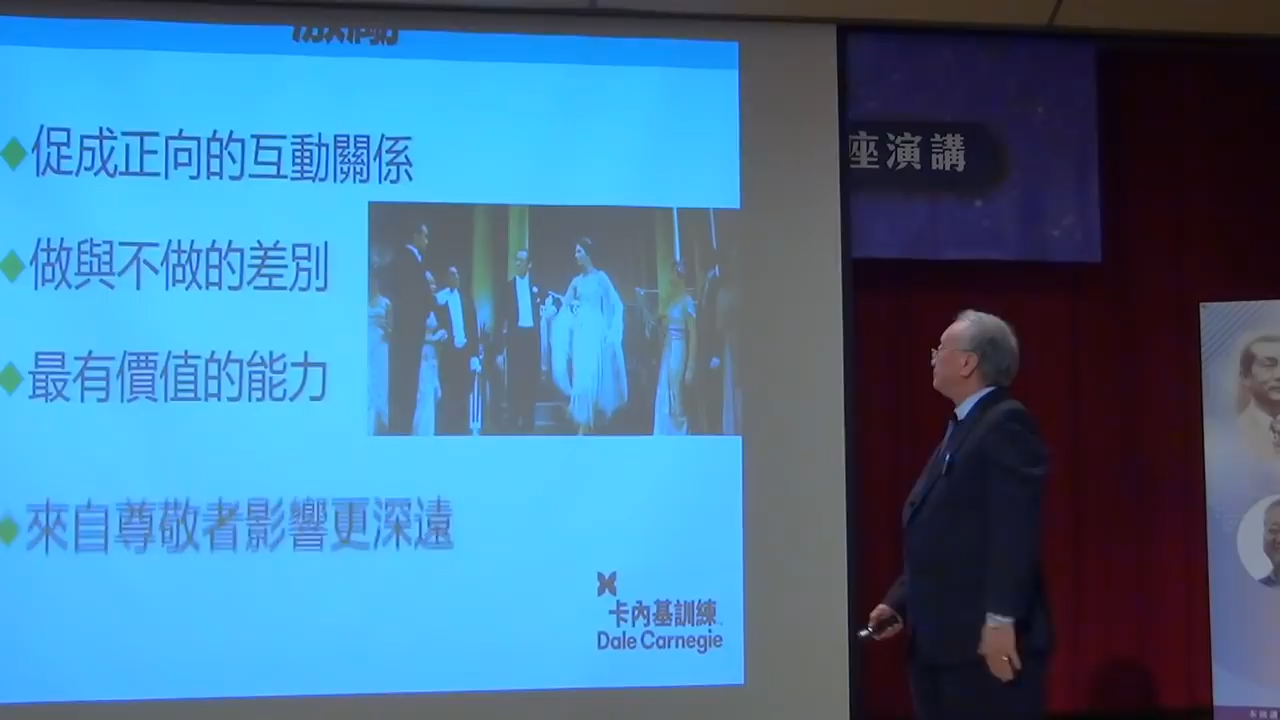 促成正向的互動關係
做與不做的差別
最有價值的能力
來自尊敬者影響更深遠
卡內基訓練
Dale Carnegie
座演講